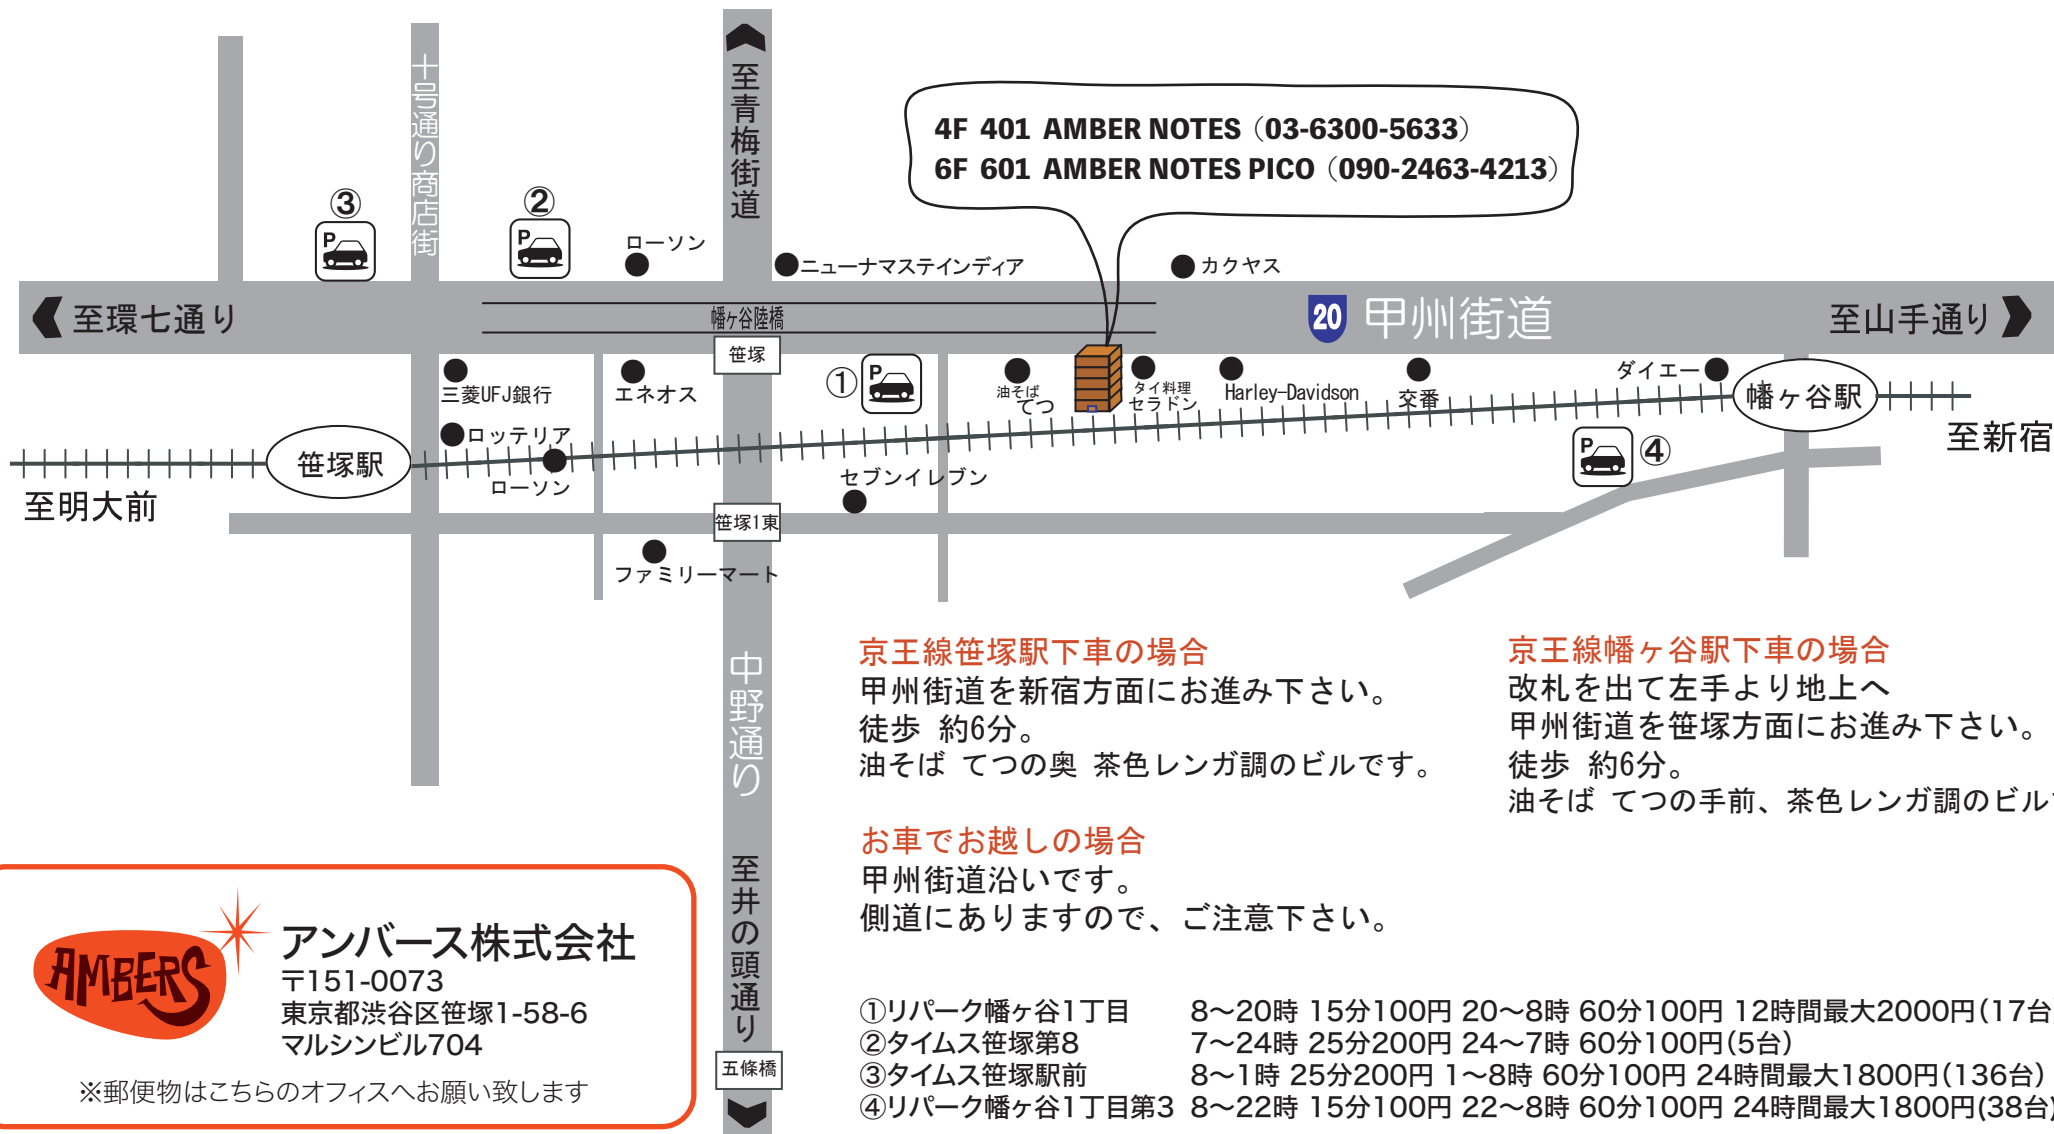 十号通り商店街
至青梅街道
4F 401 AMBER NOTES（03-6300-5633）
6F 601 AMBER NOTES PICO（090-2463-4213）
③
P
②
P
ローソン
ニューナマステインディア
カクヤス
至環七通り
幡ヶ谷陸橋
20 甲州街道
至山手通り
笹塚
三菱UFJ銀行
エネオス
①
P
油そば
てつ
タイ料理
セラドン
Harley-Davidson
交番
ダイエー
幡ヶ谷駅
至新宿
ロッテリア
笹塚駅
ローソン
至明大前
セブンイレブン
P
④
笹塚1東
ファミリーマート
中野通り
至井の頭通り
五條橋
京王線笹塚駅下車の場合
甲州街道を新宿方面にお進み下さい。
徒歩 約6分。
油そば てつの奥 茶色レンガ調のビルです。
京王線幡ヶ谷駅下車の場合
改札を出て左手より地上へ
甲州街道を笹塚方面にお進み下さい。
徒歩 約6分。
油そば てつの手前、茶色レンガ調のビル
お車でお越しの場合
甲州街道沿いです。
側道にありますので、ご注意下さい。
AMBERS
アンバース株式会社
〒151-0073
東京都渋谷区笹塚1-58-6
マルシンビル704
※郵便物はこちらのオフィスへお願い致します
①リパーク幡ヶ谷1丁目 8〜20時 15分100円 20〜8時 60分100円 12時間最大2000円(17台
②タイムス笹塚第8 7〜24時 25分200円 24〜7時 60分100円(5台)
③タイムス笹塚駅前 8〜1時 25分200円 1〜8時 60分100円 24時間最大1800円(136台)
④リパーク幡ヶ谷1丁目第3 8〜22時 15分100円 22〜8時 60分100円 24時間最大1800円(38台)